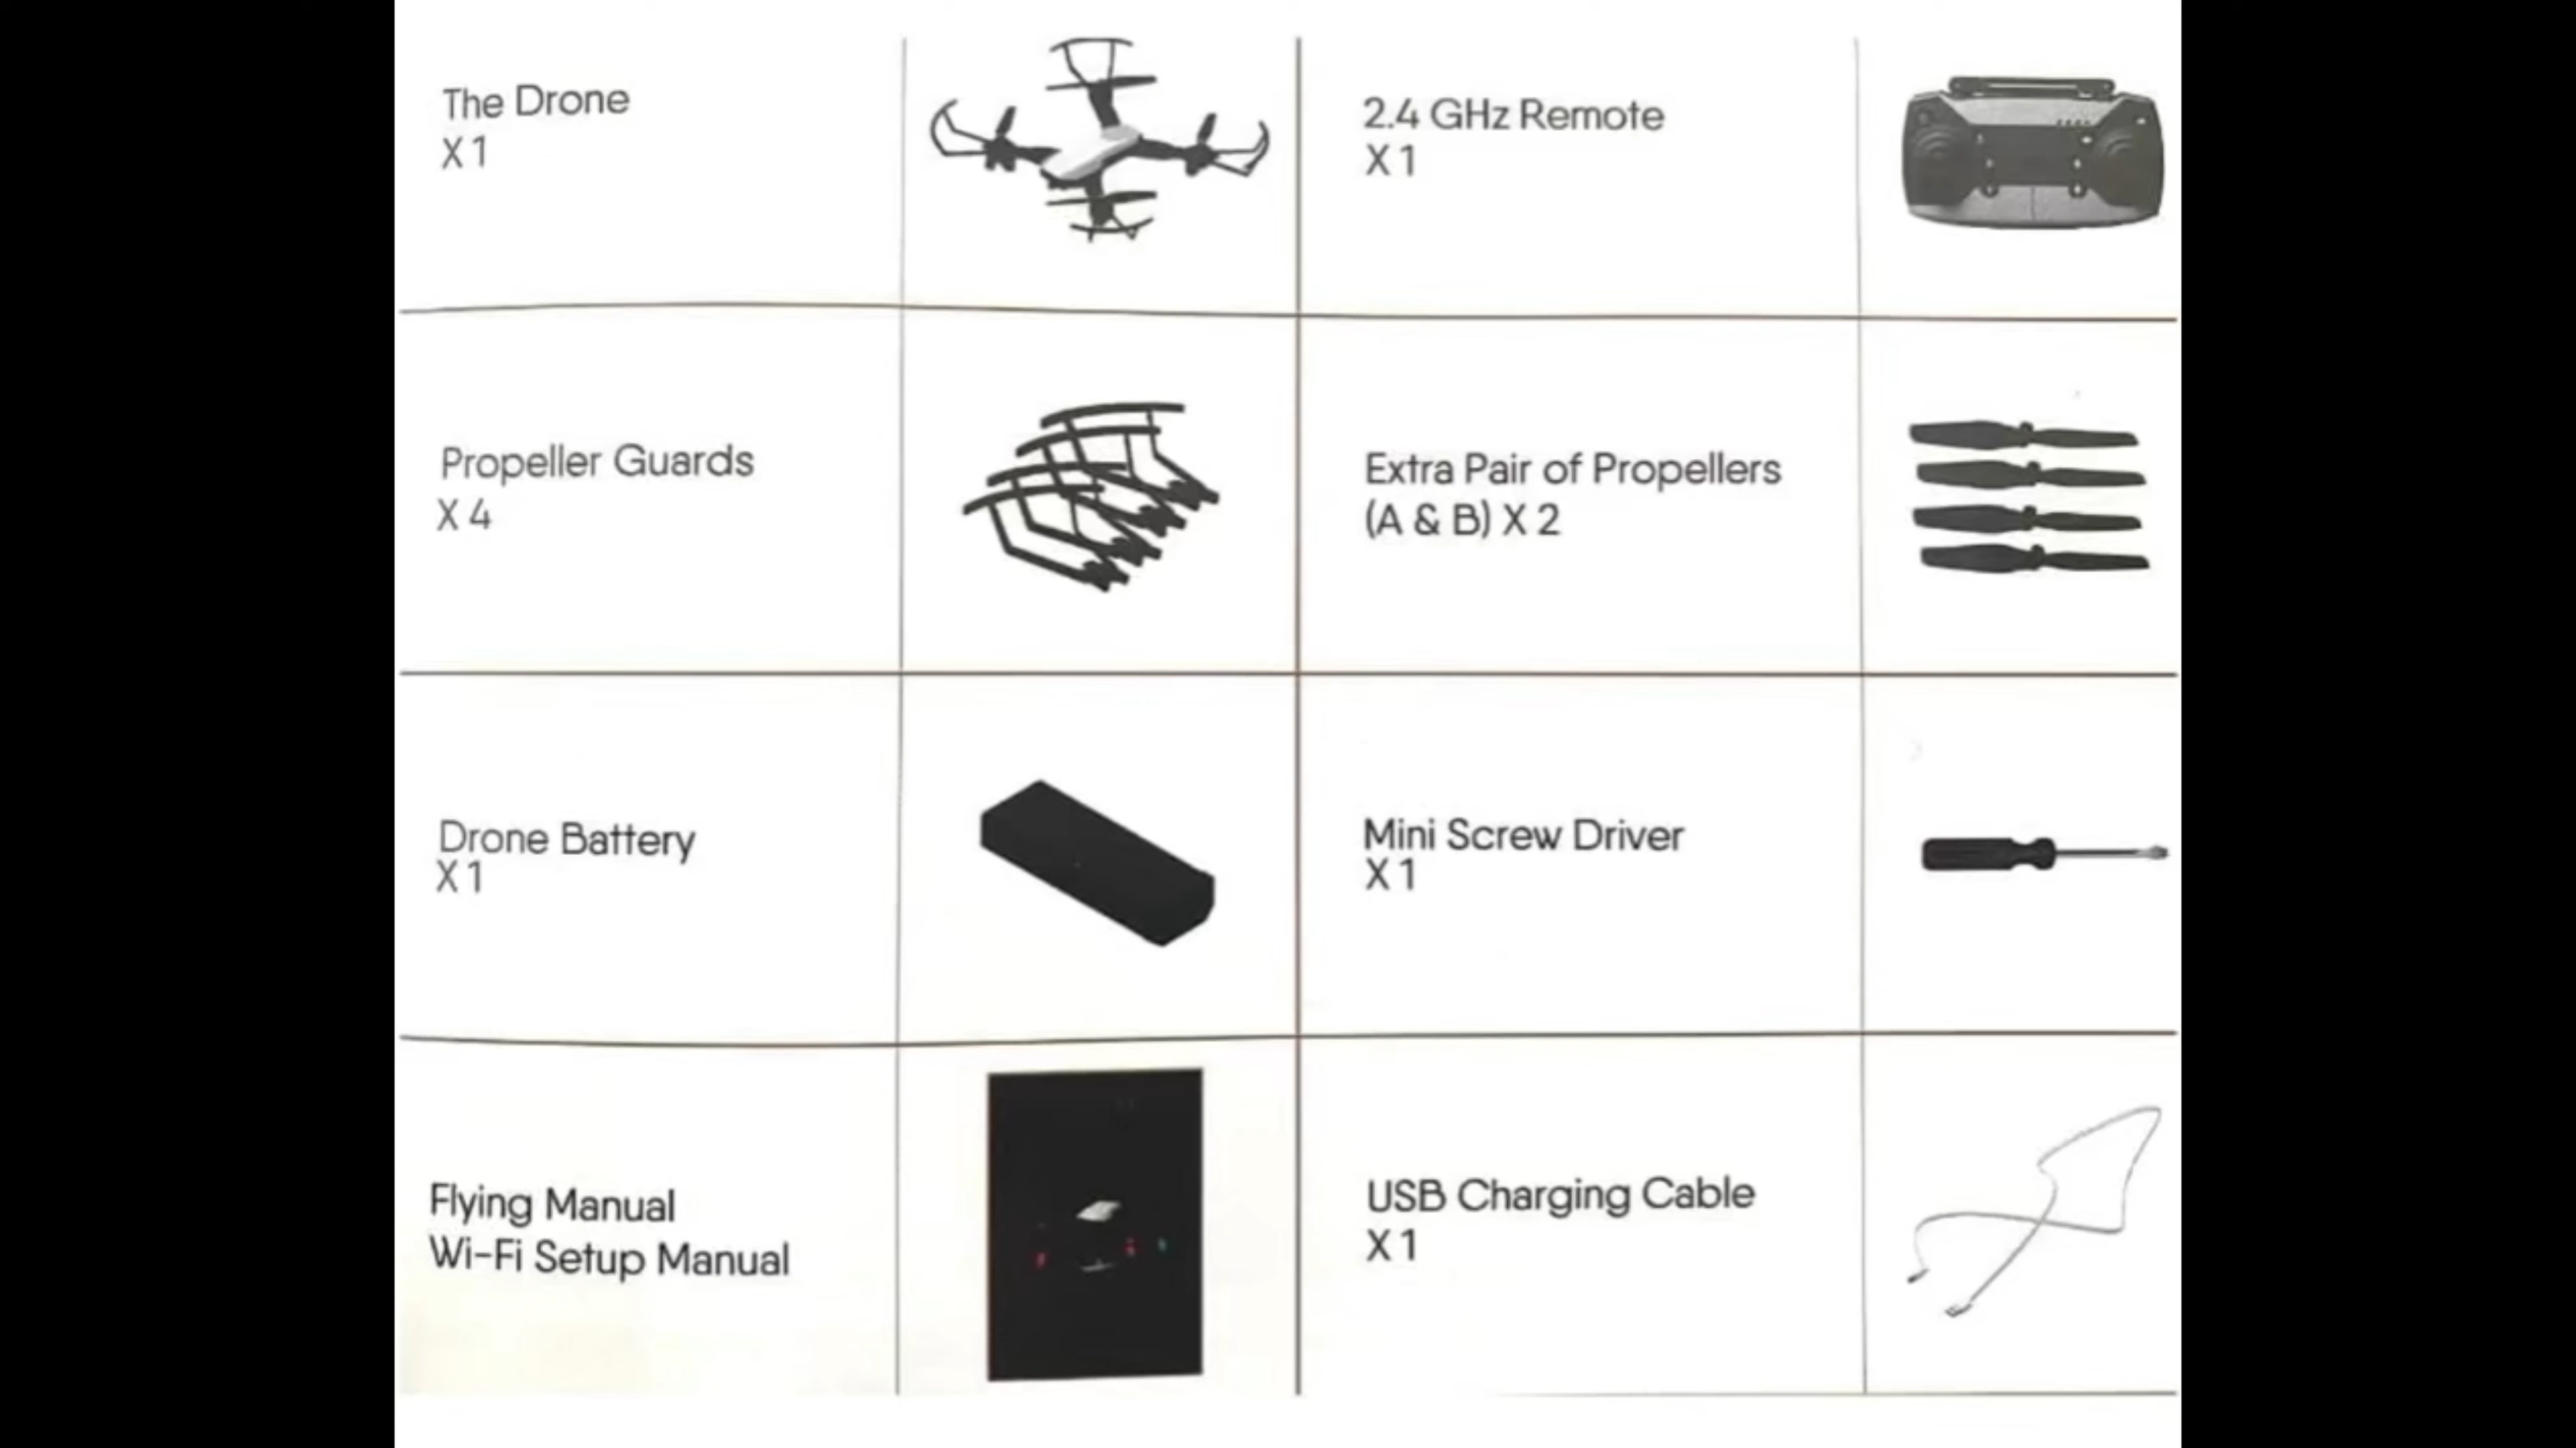 The Drone
X 1
2.4 GHz Remote
X 1
Propeller Guards
X 4
Extra Pair of Propellers
(A & B) X 2
Drone Battery
X 1
Mini Screw Driver
X 1
Flying Manual
Wi-Fi Setup Manual
USB Charging Cable
X 1